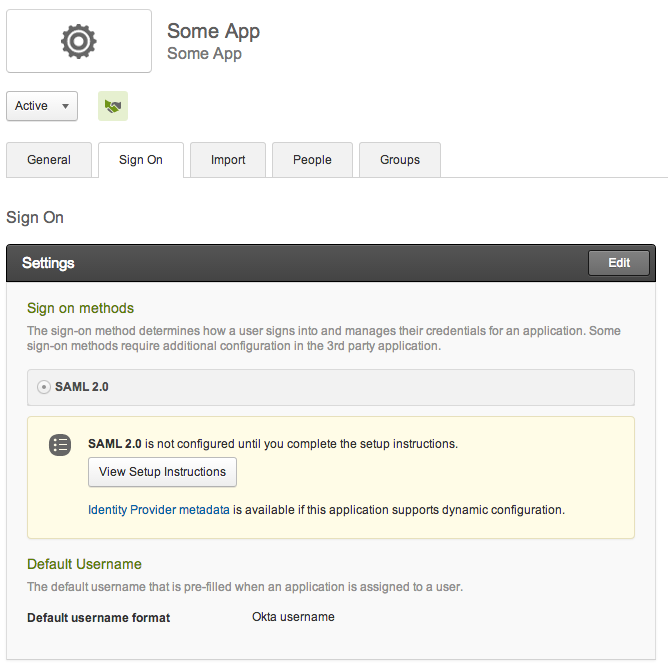 Some App
Some App
Active
General Sign On Import People Groups
Sign On
Settings Edit
Sign on methods
The sign-on method determines how a user signs into and manages their credentials for an application. Some
sign-on methods require additional configuration in the 3rd party application.
SAML 2.0
SAML 2.0 is not configured until you complete the setup instructions.
View Setup Instructions
Identity Provider metadata is available if this application supports dynamic configuration.
Default Username
The default username that is pre-filled when an application is assigned to a user.
Default username format Okta username